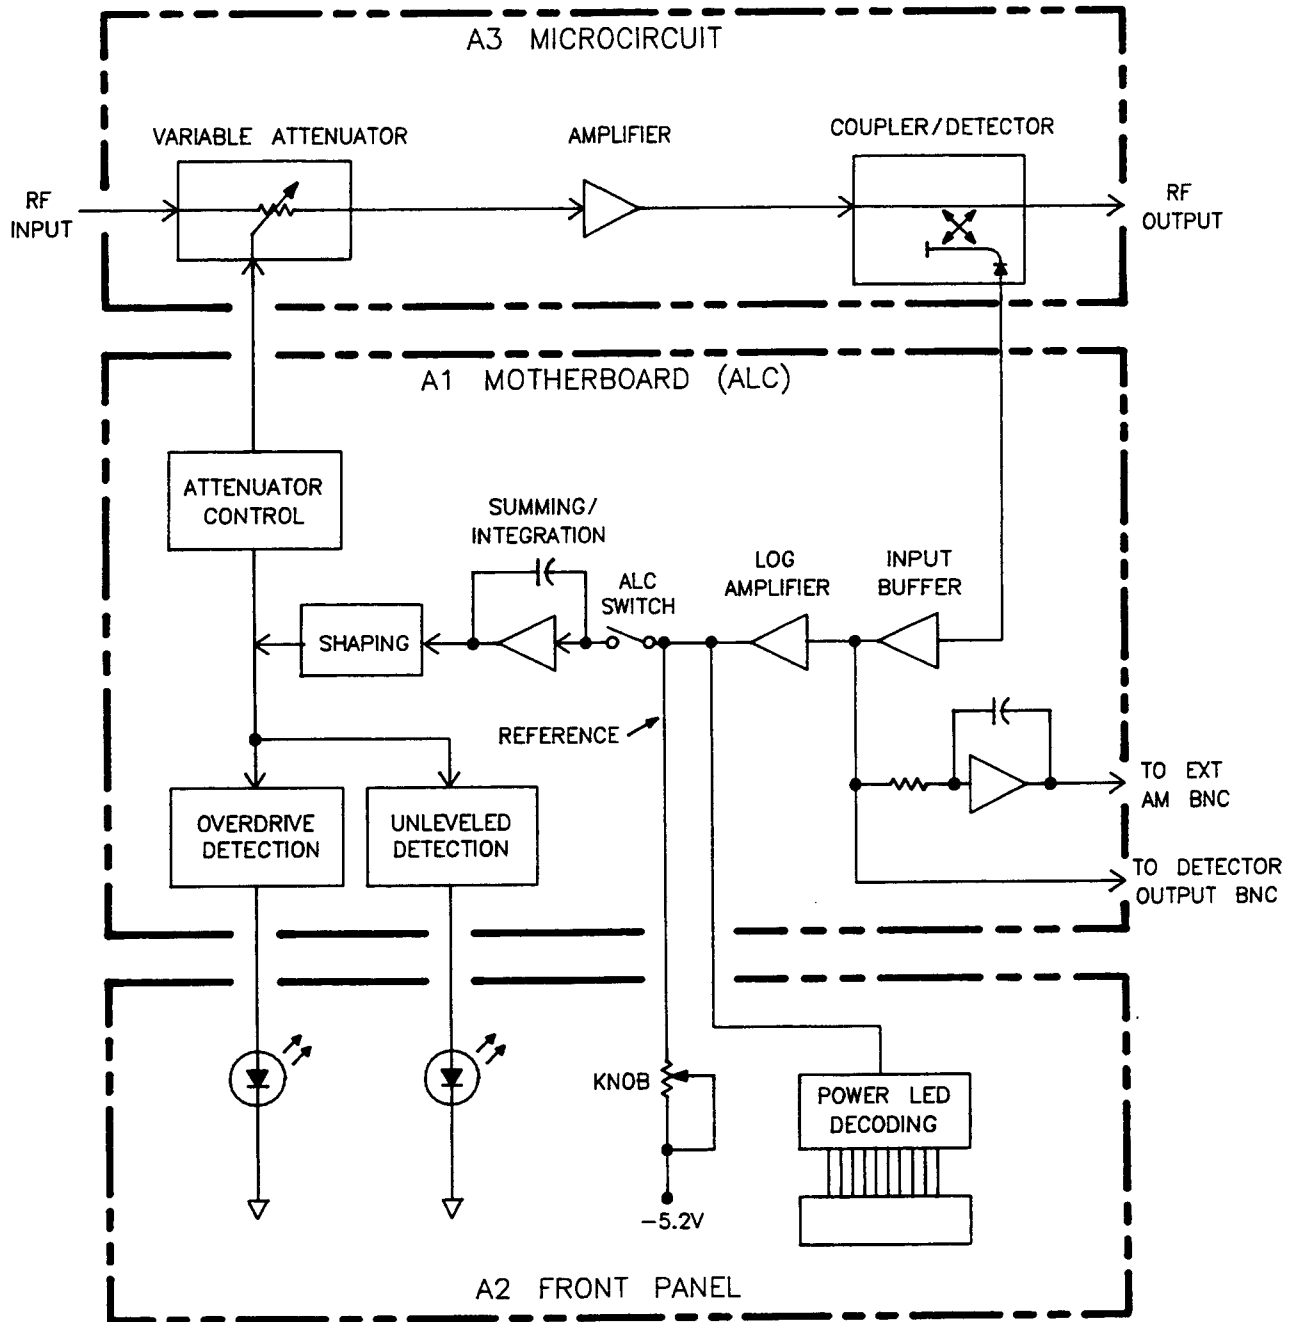 A3 MICROCIRCUIT
VARIABLE ATTENUATOR
AMPLIFIER
COUPLER/DETECTOR
RF
INPUT
RF
OUTPUT
A1 MOTHERBOARD (ALC)
ATTENUATOR
CONTROL
SUMMING/
INTEGRATION
ALC
SWITCH
LOG
AMPLIFIER
INPUT
BUFFER
SHAPING
REFERENCE
TO EXT
AM BNC
OVERDRIVE
DETECTION
UNLEVELED
DETECTION
TO DETECTOR
OUTPUT BNC
KNOB
POWER LED
DECODING
-5.2V
A2 FRONT PANEL